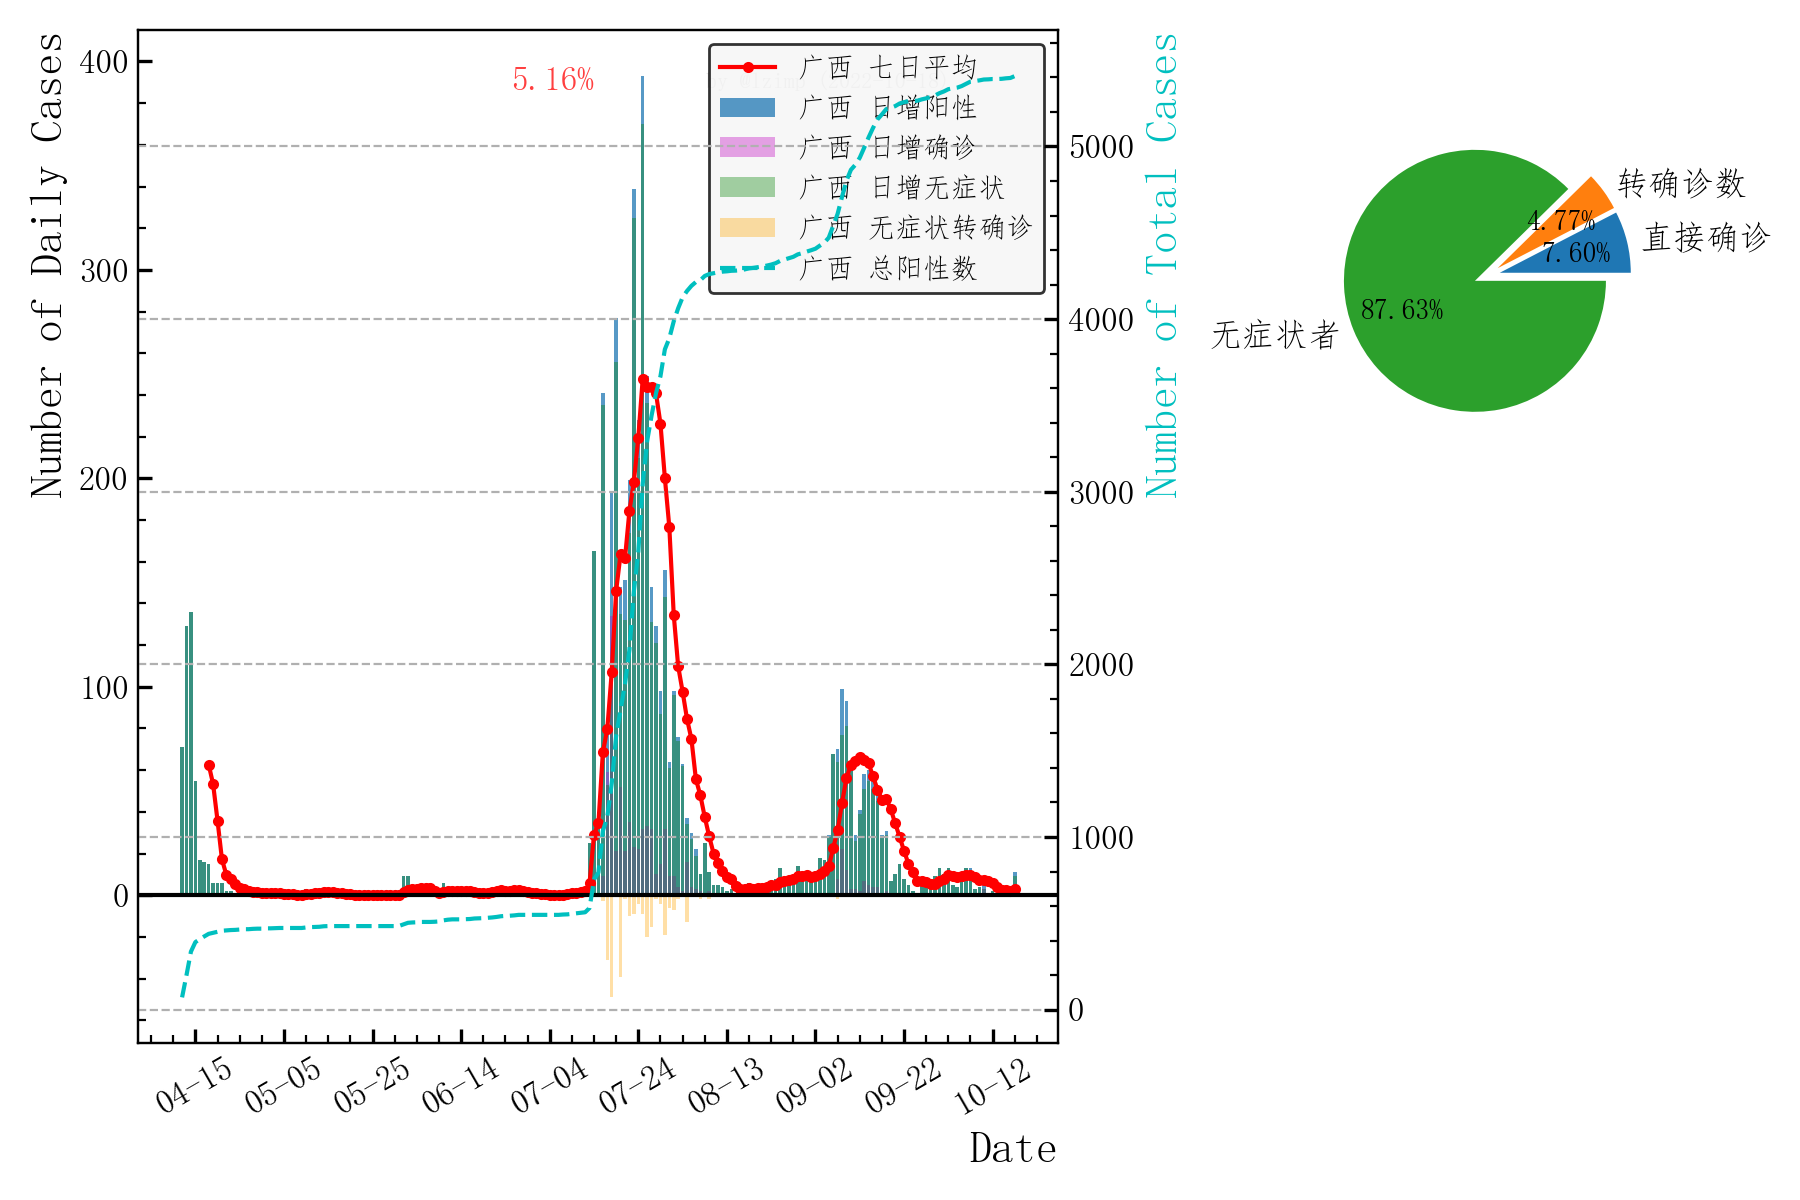 Number of Daily Cases
400
300
200
100
0
5.16%
广西 七日平均
广西 日增阳性
广西 日增确诊
广西 日增无症状
广西 无症状转确诊
广西 总阳性数
5000
4000
3000
2000
1000
0
Number of Total Cases
04-15
05-05
05-25
06-14
07-04
07-24
08-13
09-02
09-22
10-12
Date
转确诊数
4.77%
直接确诊
7.60%
87.63%
无症状者